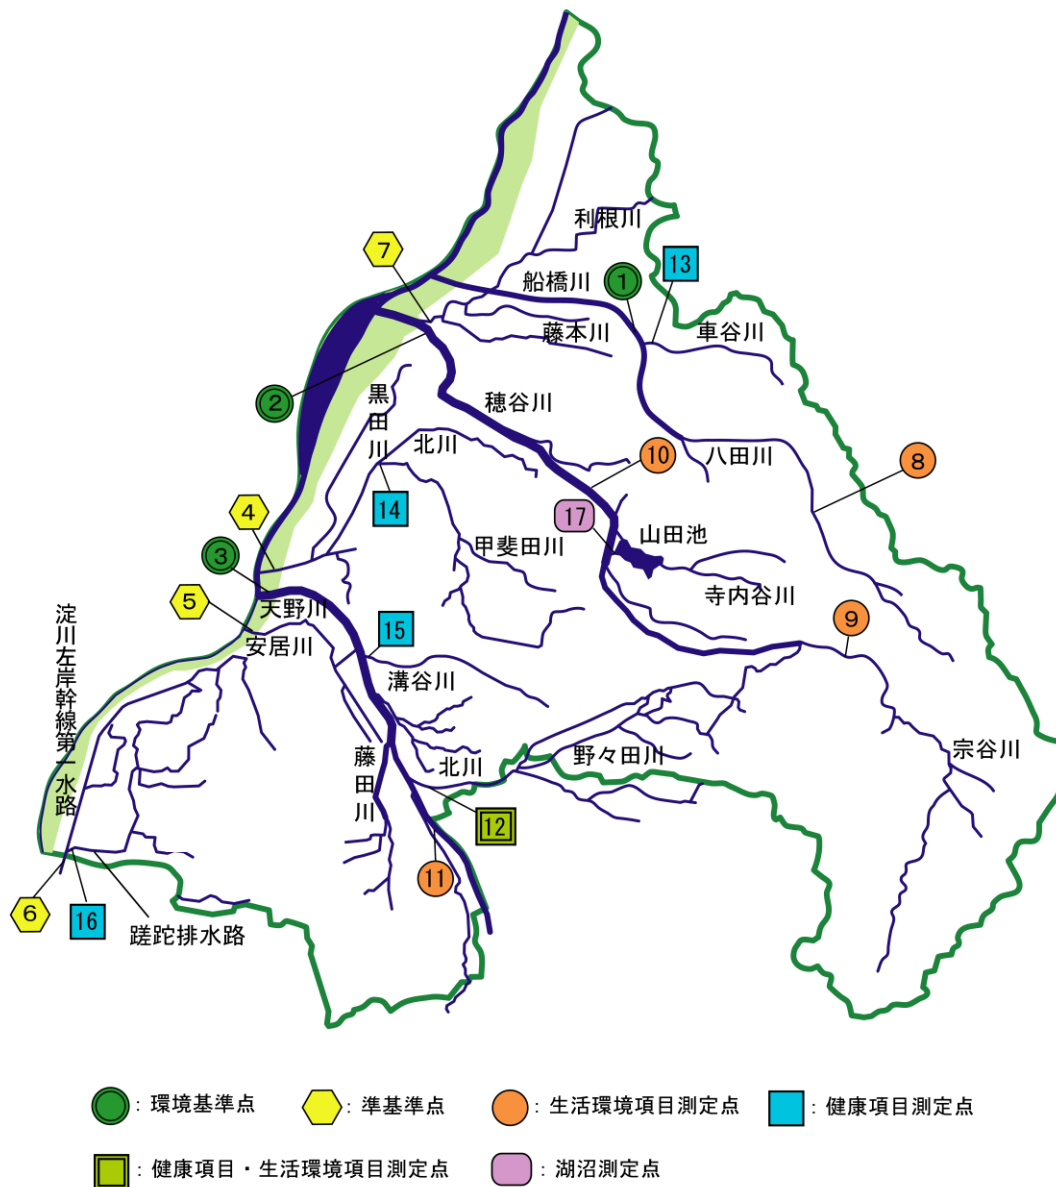 利根川
7
船橋川
1
13
藤本川
車谷川
2
黒田川
穂谷川
北川
八田川
10
8
14
17
4
山田池
3
甲斐田川
5
天野川
寺内谷川
淀川左岸幹線第一水路
安居川
15
9
溝谷川
藤田川
北川
野々田川
宗谷川
12
11
6
16
蹉跎排水路
：環境基準点
：準基準点
：生活環境項目測定点
：健康項目測定点
：健康項目・生活環境項目測定点
：湖沼測定点